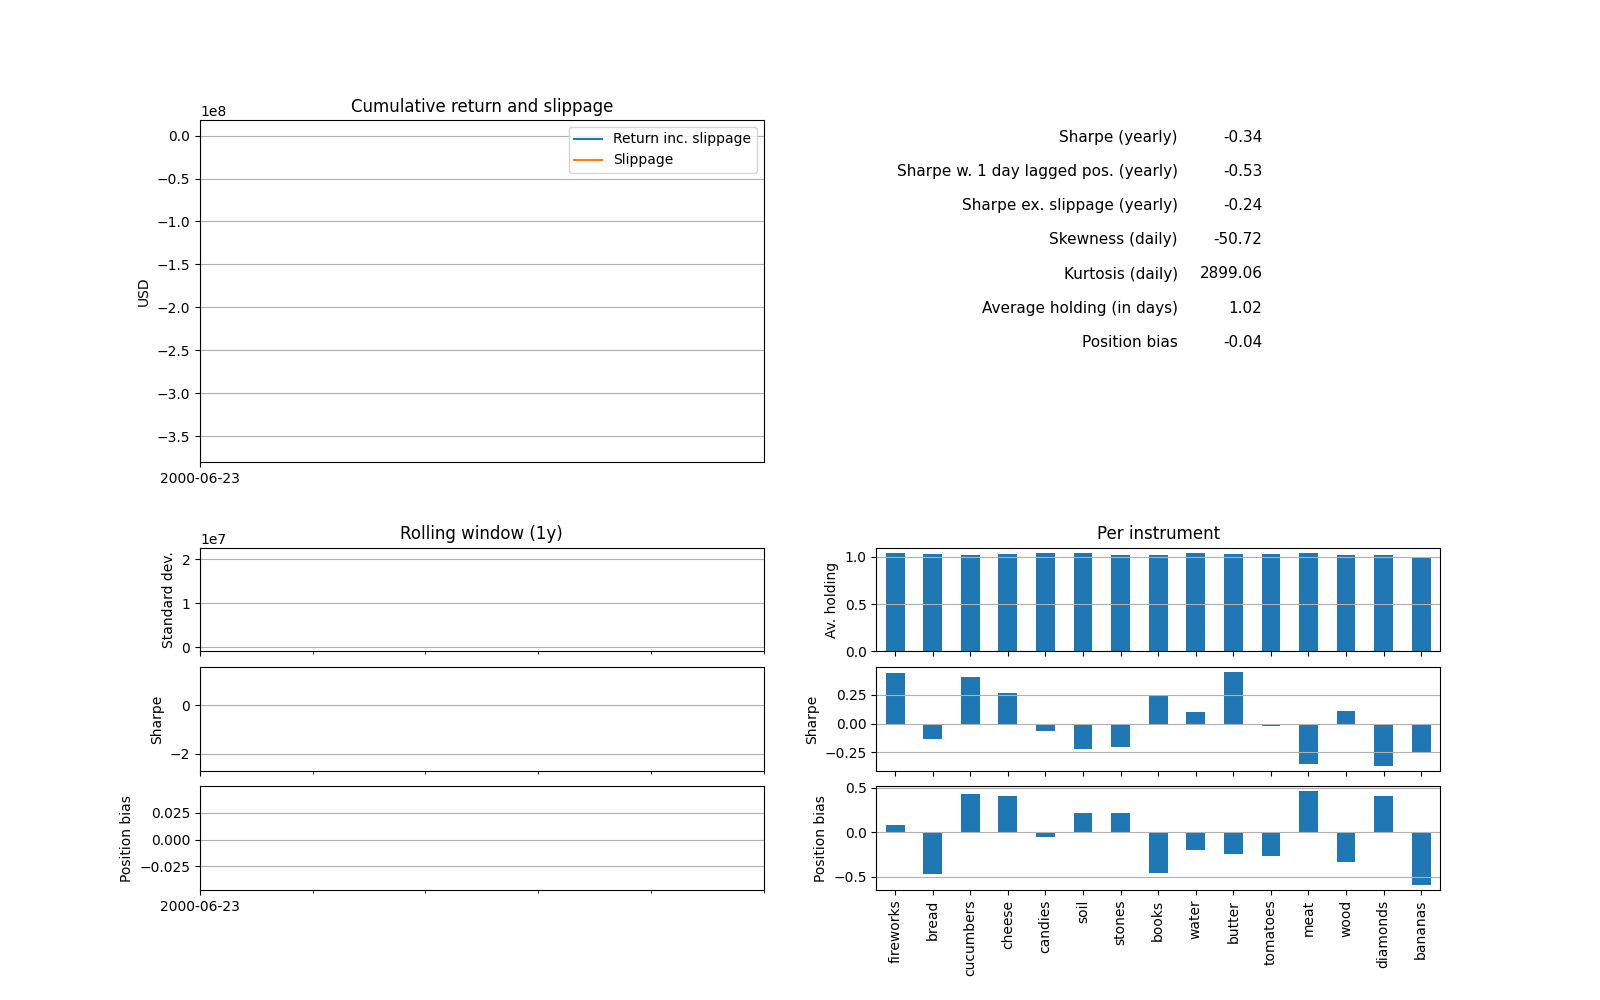 Cumulative return and slippage
1e8
USD
0.0
−0.5
−1.0
−1.5
−2.0
−2.5
−3.0
−3.5
2000-06-23
Return inc. slippage
Slippage
Sharpe (yearly) -0.34
Sharpe w. 1 day lagged pos. (yearly) -0.53
Sharpe ex. slippage (yearly) -0.24
Skewness (daily) -50.72
Kurtosis (daily) 2899.06
Average holding (in days) 1.02
Position bias -0.04
Rolling window (1y)
1e7
Standard dev.
2
1
0
Sharpe
0
−2
Position bias
0.025
0.000
−0.025
2000-06-23
Per instrument
Av. holding
1.0
0.5
0.0
Sharpe
0.25
0.00
−0.25
Position bias
0.5
0.0
−0.5
fireworks
bread
cucumbers
cheese
candies
soil
stones
books
water
butter
tomatoes
meat
wood
diamonds
bananas